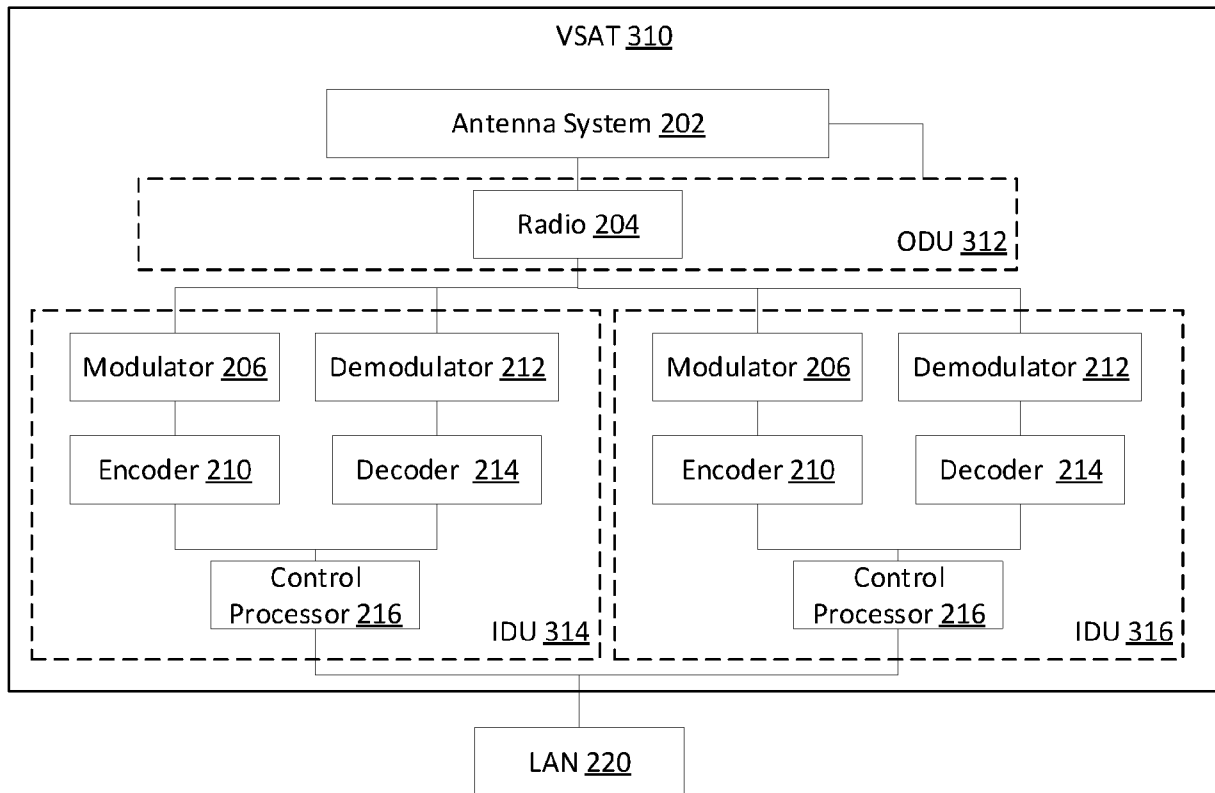 VSAT 310
Antenna System 202
Radio 204
ODU 312
Modulator 206
Demodulator 212
Encoder 210
Decoder 214
Control
Processor 216
IDU 314
Modulator 206
Demodulator 212
Encoder 210
Decoder 214
Control
Processor 216
IDU 316
LAN 220